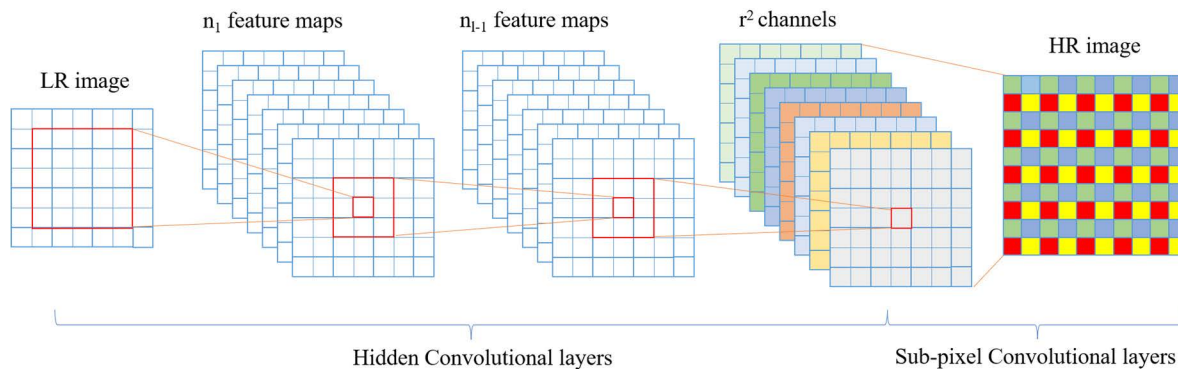 LR image
n₁ feature maps
nₗ₋₁ feature maps
r² channels
HR image
Hidden Convolutional layers
Sub-pixel Convolutional layers